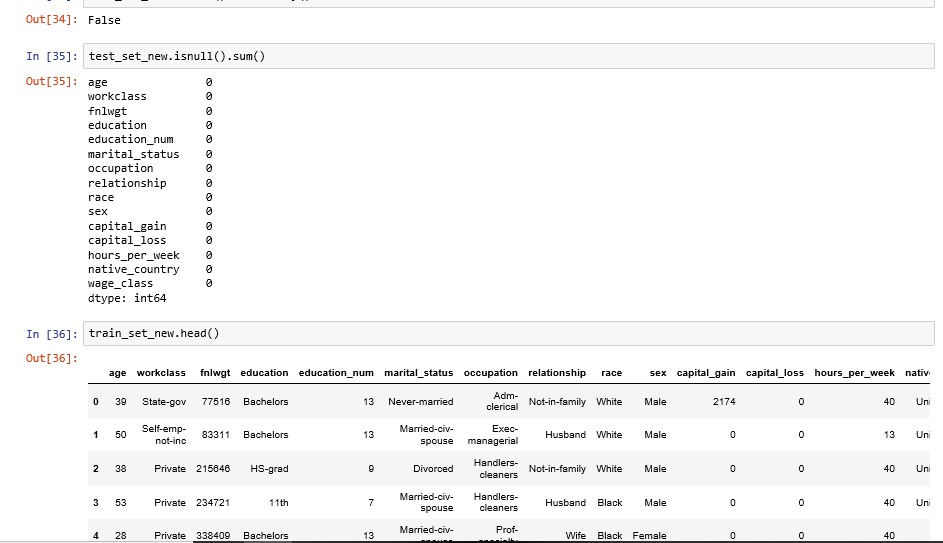 Out[34]: False
In [35]: test_set_new.isnull().sum()
Out[35]: age 0
workclass 0
fnlwgt 0
education 0
education_num 0
marital_status 0
occupation 0
relationship 0
race 0
sex 0
capital_gain 0
capital_loss 0
hours_per_week 0
native_country 0
wage_class 0
dtype: int64
In [36]: train_set_new.head()
Out[36]:
age workclass fnlwgt education education_num marital_status occupation relationship race sex capital_gain capital_loss hours_per_week nativ
0 39 State-gov 77516 Bachelors 13 Never-married Adm-clerical Not-in-family White Male 2174 0 40 Uni
1 50 Self-emp-not-inc 83311 Bachelors 13 Married-civ-spouse Exec-managerial Husband White Male 0 0 13 Uni
2 38 Private 215646 HS-grad 9 Divorced Handlers-cleaners Not-in-family White Male 0 0 40 Uni
3 53 Private 234721 11th 7 Married-civ-spouse Handlers-cleaners Husband Black Male 0 0 40 Uni
4 28 Private 338409 Bachelors 13 Married-civ- Prof- Wife Black Female 0 0 40